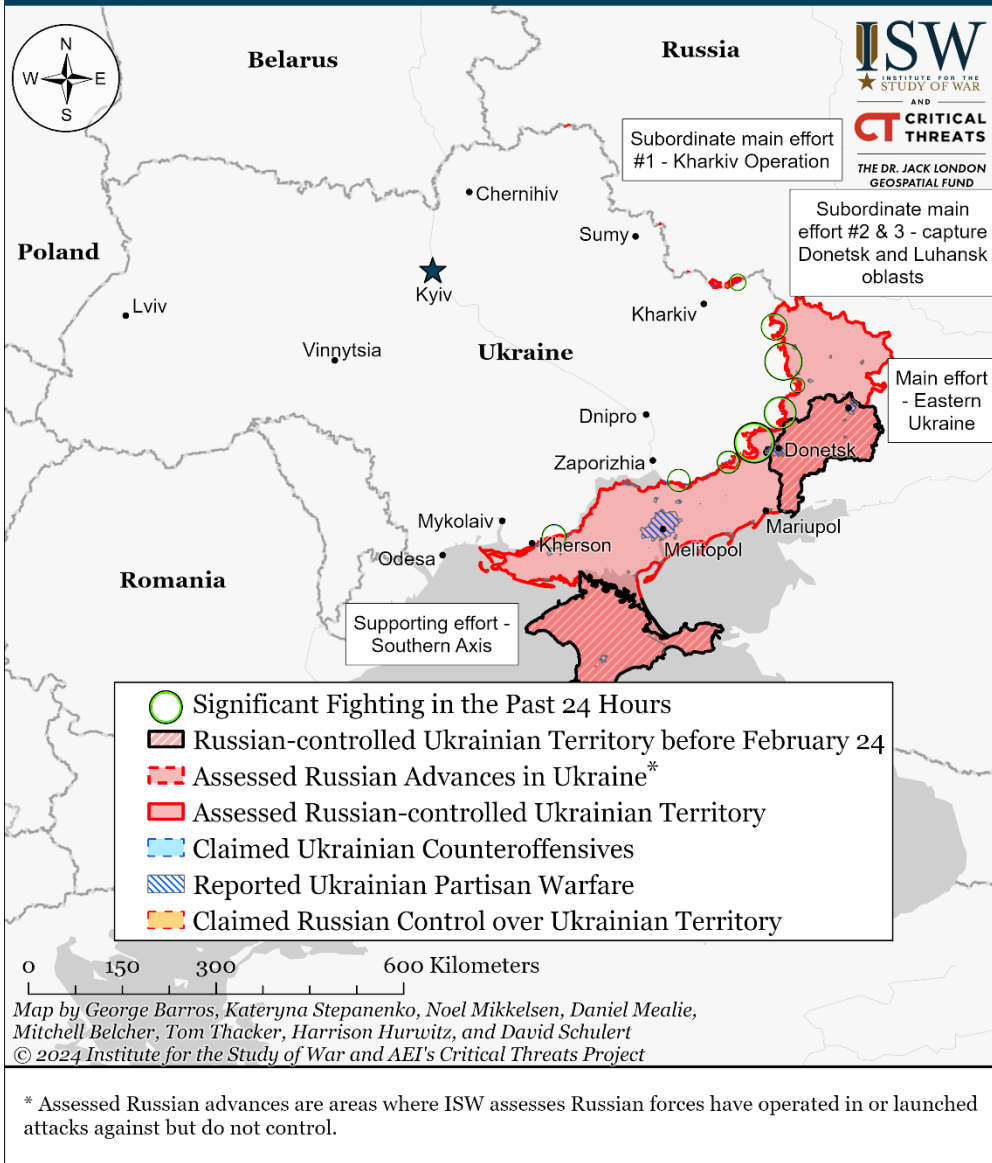 N
W
E
S
Belarus
Russia
ISW
INSTITUTE FOR THE
STUDY OF WAR
AND
CT CRITICAL
THREATS
THE DR. JACK LONDON
GEOSPATIAL FUND
Subordinate main effort
#1 - Kharkiv Operation
Subordinate main
effort #2 & 3 - capture
Donetsk and Luhansk
oblasts
Chernihiv
Sumy
Poland
Kyiv
Lviv
Kharkiv
Vinnytsia
Ukraine
Main effort
- Eastern
Ukraine
Dnipro
Donetsk
Zaporizhia
Mykolaiv
Mariupol
Kherson
Odesa
Melitopol
Romania
Supporting effort -
Southern Axis
Significant Fighting in the Past 24 Hours
Russian-controlled Ukrainian Territory before February 24
Assessed Russian Advances in Ukraine*
Assessed Russian-controlled Ukrainian Territory
Claimed Ukrainian Counteroffensives
Reported Ukrainian Partisan Warfare
Claimed Russian Control over Ukrainian Territory
0 150 300 600 Kilometers
Map by George Barros, Kateryna Stepanenko, Noel Mikkelsen, Daniel Mealie,
Mitchell Belcher, Tom Thacker, Harrison Hurwitz, and David Schulert
© 2024 Institute for the Study of War and AEI's Critical Threats Project
* Assessed Russian advances are areas where ISW assesses Russian forces have operated in or launched
attacks against but do not control.